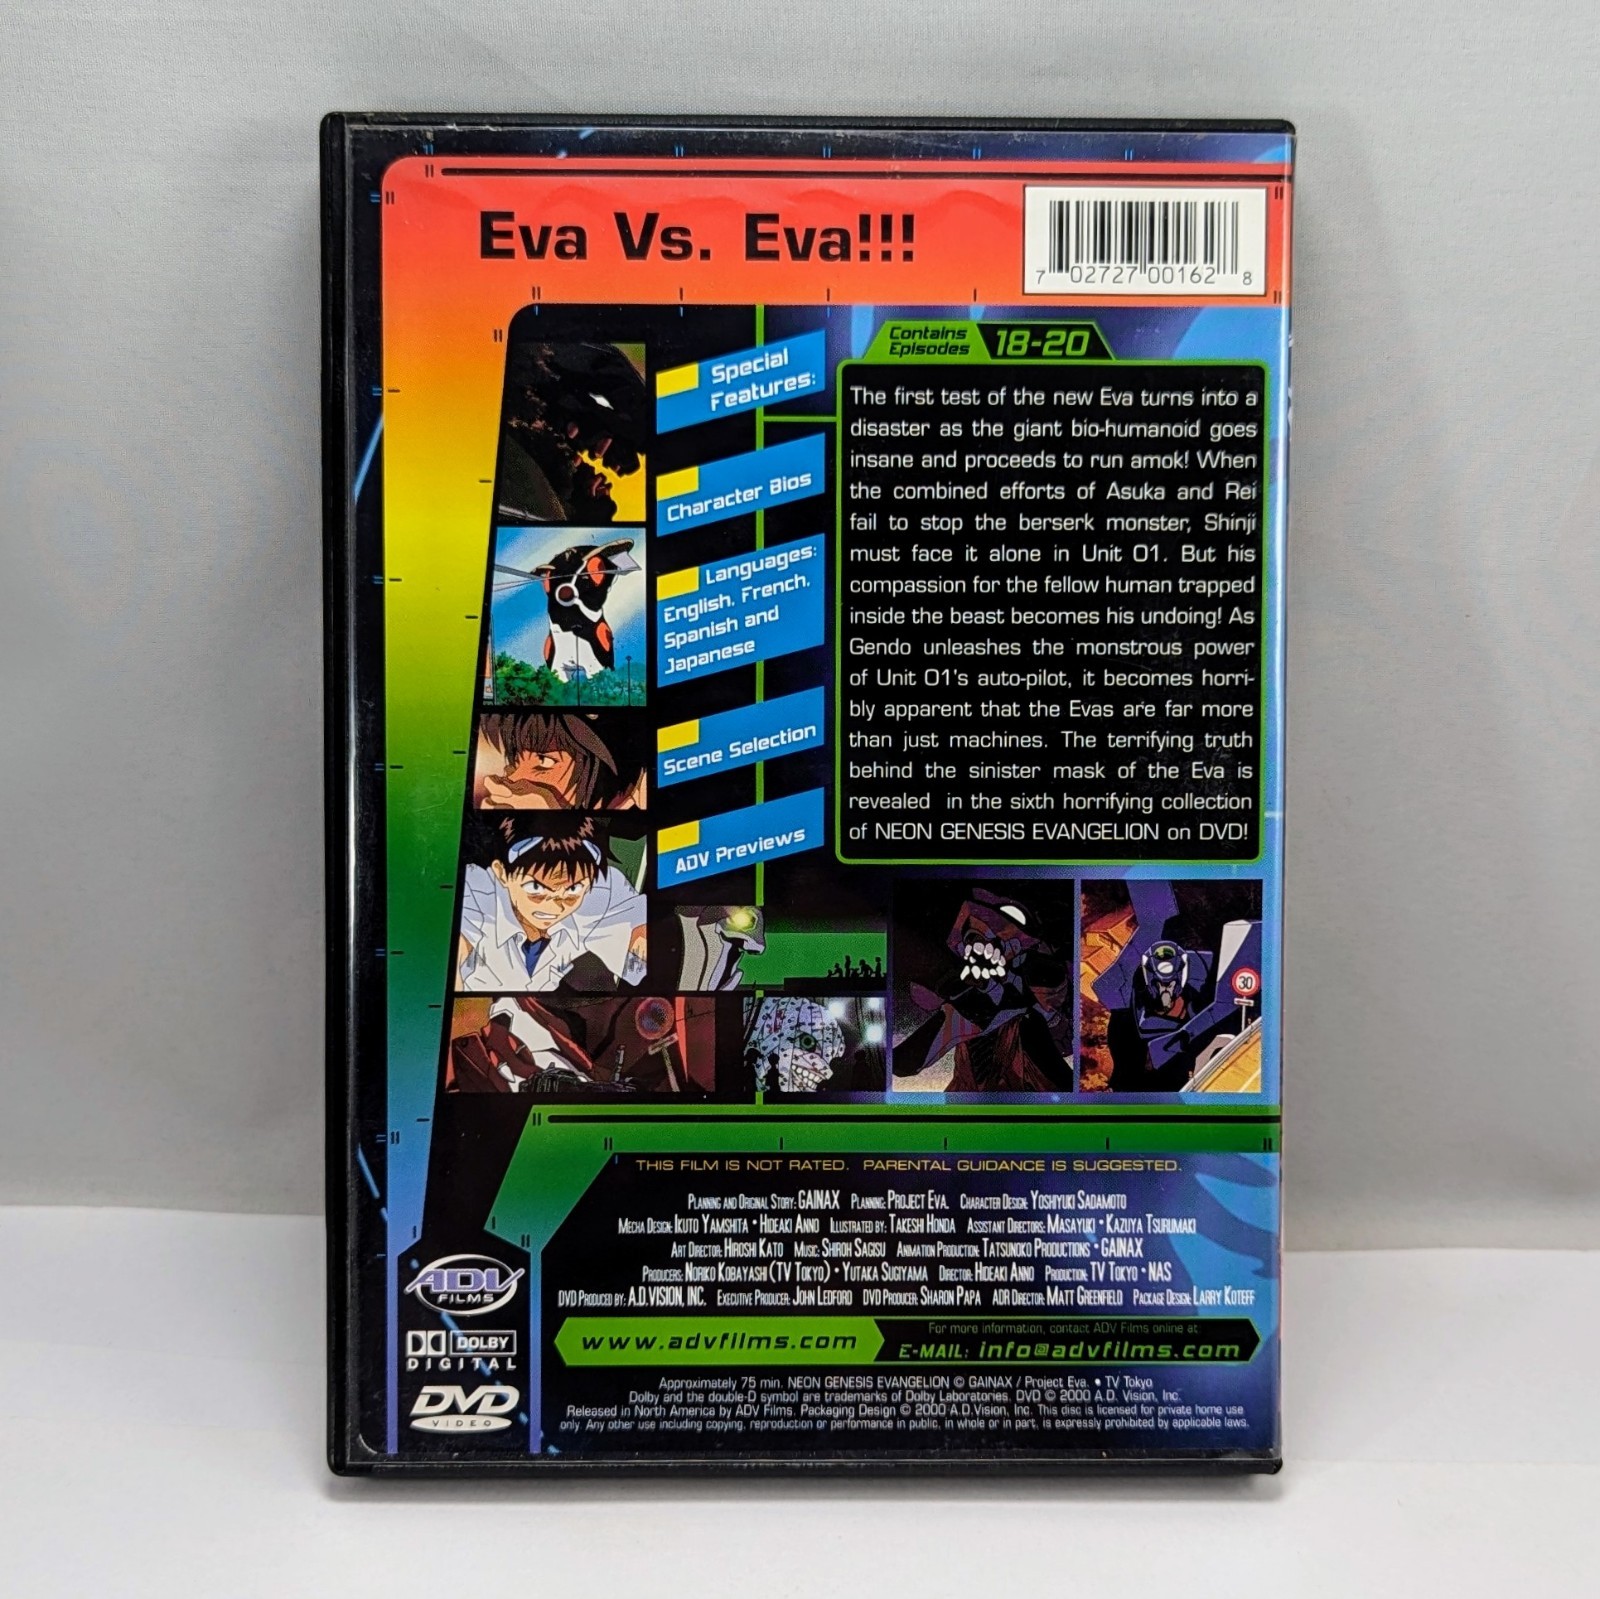 Eva Vs. Eva!!!
7 02727 00162 8
Contains
Episodes 18-20
Special
Features:
Character Bios
Languages:
English, French,
Spanish and
Japanese
Scene Selection
ADV Previews
The first test of the new Eva turns into a
disaster as the giant bio-humanoid goes
insane and proceeds to run amok! When
the combined efforts of Asuka and Rei
fail to stop the berserk monster, Shinji
must face it alone in Unit 01. But his
compassion for the fellow human trapped
inside the beast becomes his undoing! As
Gendo unleashes the monstrous power
of Unit 01's auto-pilot, it becomes horri-
bly apparent that the Evas are far more
than just machines. The terrifying truth
behind the sinister mask of the Eva is
revealed in the sixth horrifying collection
of NEON GENESIS EVANGELION on DVD!
30
THIS FILM IS NOT RATED. PARENTAL GUIDANCE IS SUGGESTED.
Planning and Original Story: GAINAX Planning: Project Eva. Character Design: Yoshiyuki Sadamoto
Mecha Design: Ikuto Yamshita • Hideaki Anno Illustrated by: Takeshi Honda Assistant Directors: Masayuki • Kazuya Tsurumaki
Art Director: Hiroshi Kato Music: Shiroh Sagisu Animation Production: Tatsunoko Productions • GAINAX
Producers: Noriko Kobayashi (TV Tokyo) • Yutaka Sugiyama Director: Hideaki Anno Production: TV Tokyo • NAS
DVD Produced by: A.D.Vision, Inc. Executive Producer: John Ledford DVD Producer: Sharon Papa ADR Director: Matt Greenfield Package Design: Larry Koteff
ADV
FILMS
DOLBY
DIGITAL
DVD
VIDEO
www.advfilms.com
For more information, contact ADV Films online at:
E-MAIL: info@advfilms.com
Approximately 75 min. NEON GENESIS EVANGELION © GAINAX / Project Eva. • TV Tokyo
Dolby and the double-D symbol are trademarks of Dolby Laboratories. DVD © 2000 A.D. Vision, Inc.
Released in North America by ADV Films. Packaging Design © 2000 A.D.Vision, Inc. This disc is licensed for private home use
only. Any other use including copying, reproduction or performance in public, in whole or in part, is expressly prohibited by applicable laws.